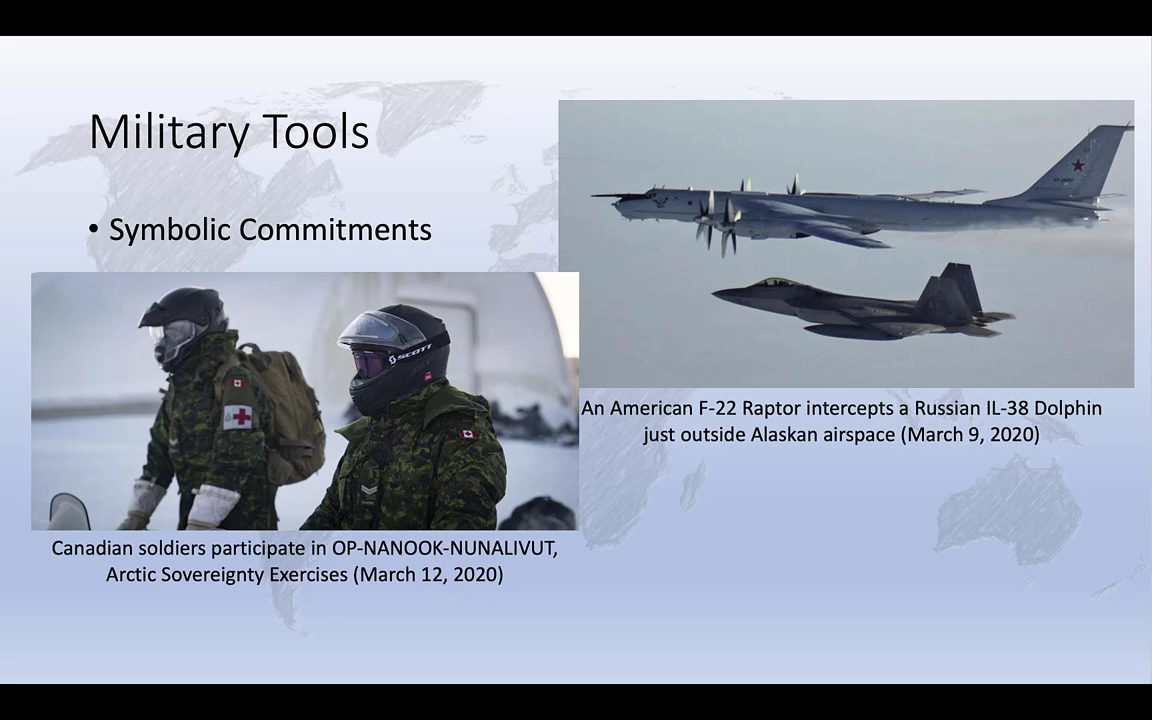 Military Tools
• Symbolic Commitments
SCOTT
An American F-22 Raptor intercepts a Russian IL-38 Dolphin
just outside Alaskan airspace (March 9, 2020)
Canadian soldiers participate in OP-NANOOK-NUNALIVUT,
Arctic Sovereignty Exercises (March 12, 2020)